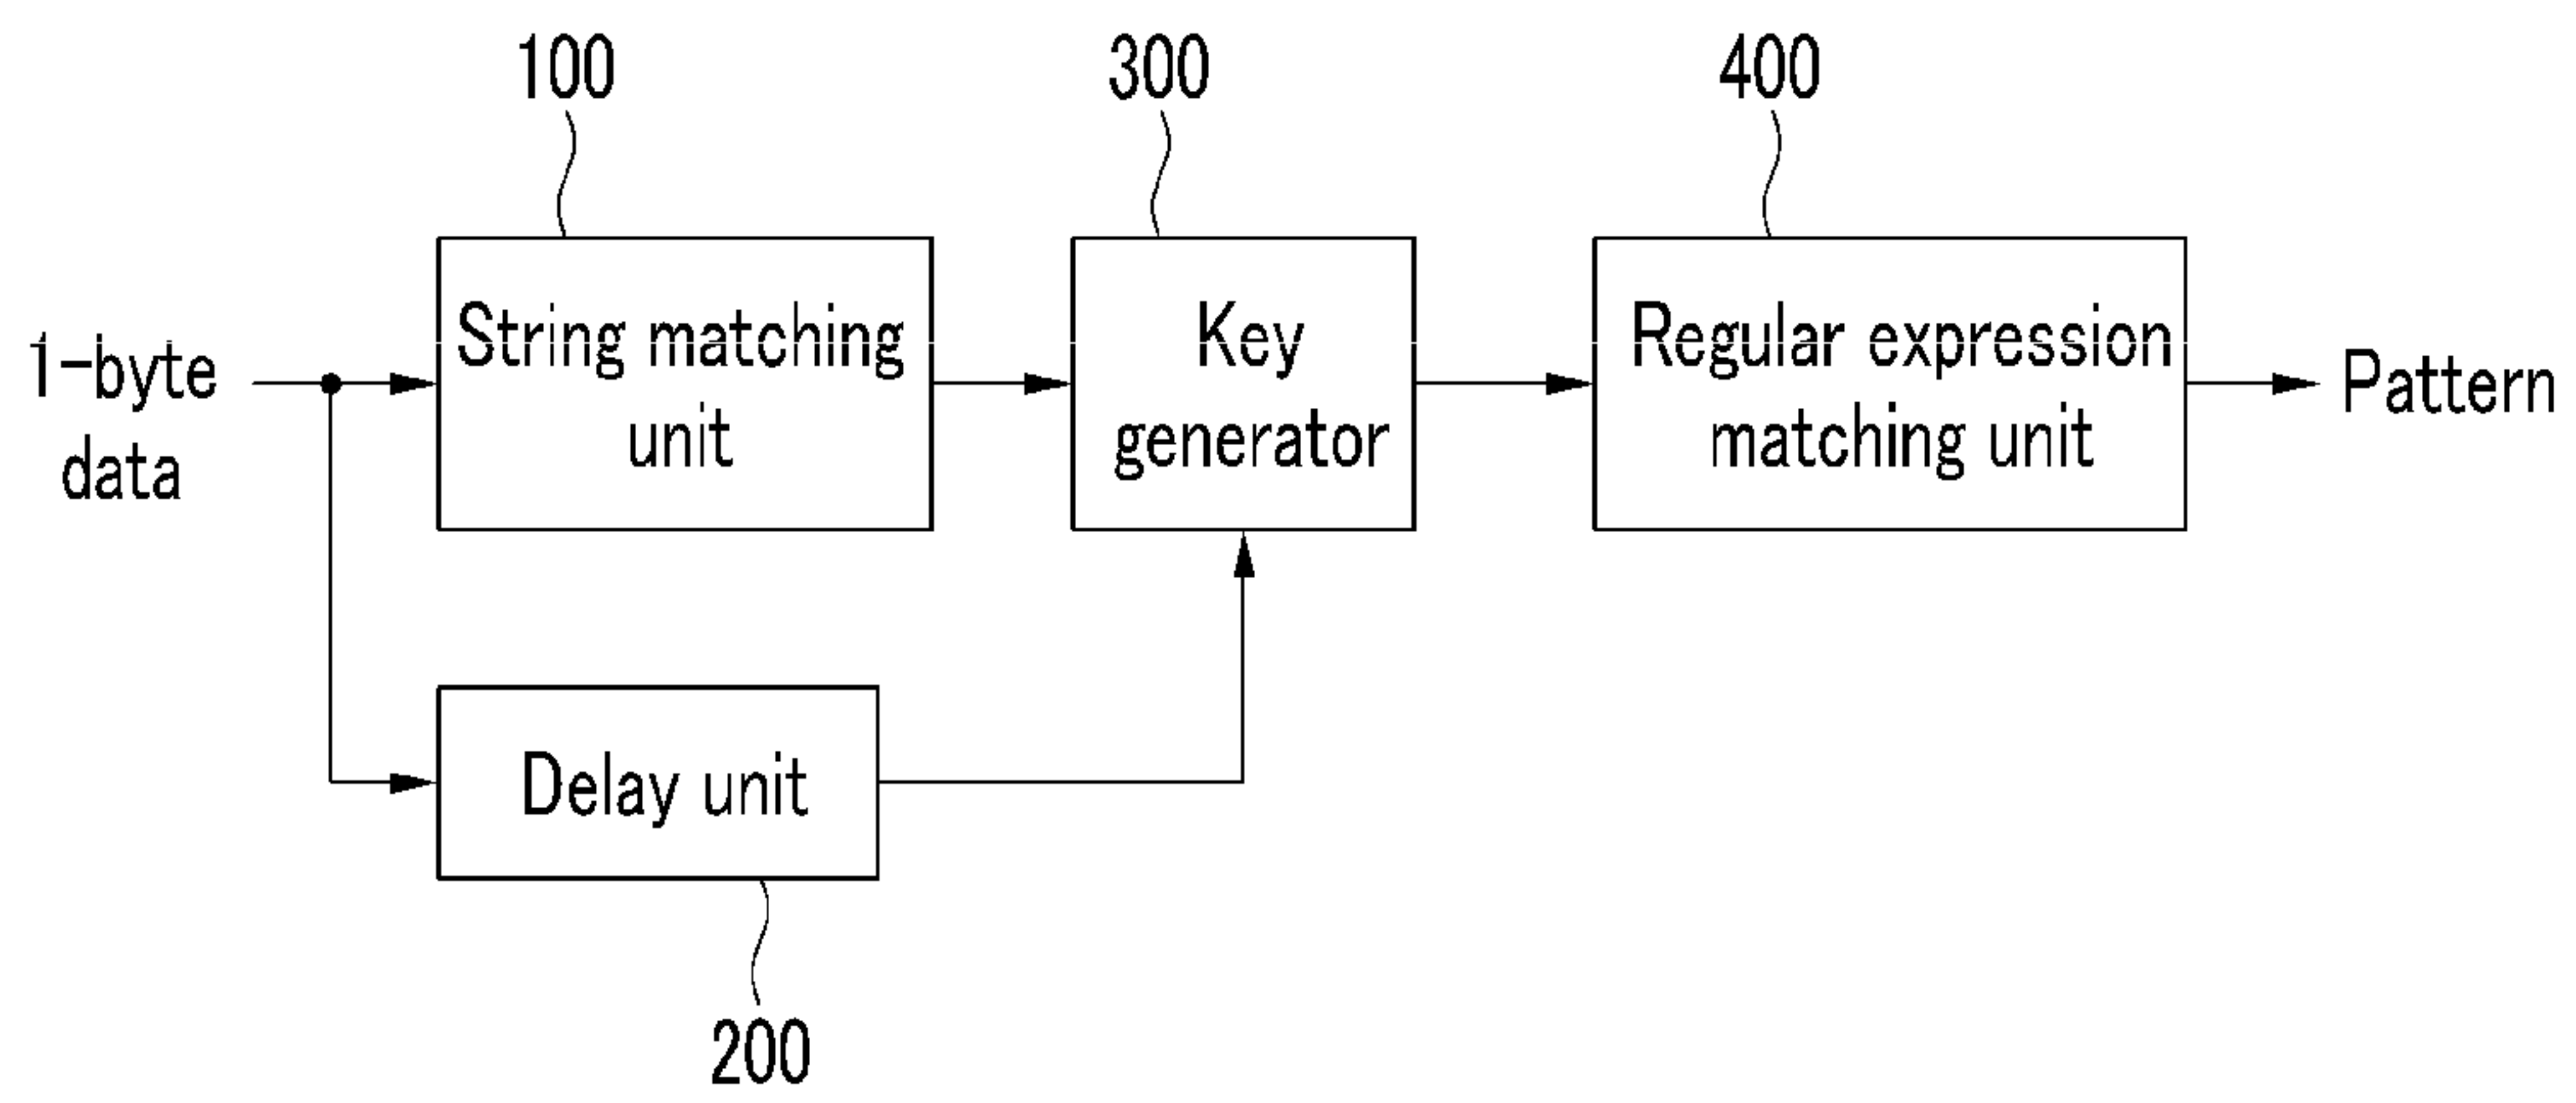 100
300
400
1-byte
data
String matching
unit
Key
generator
Regular expression
matching unit
Pattern
Delay unit
200